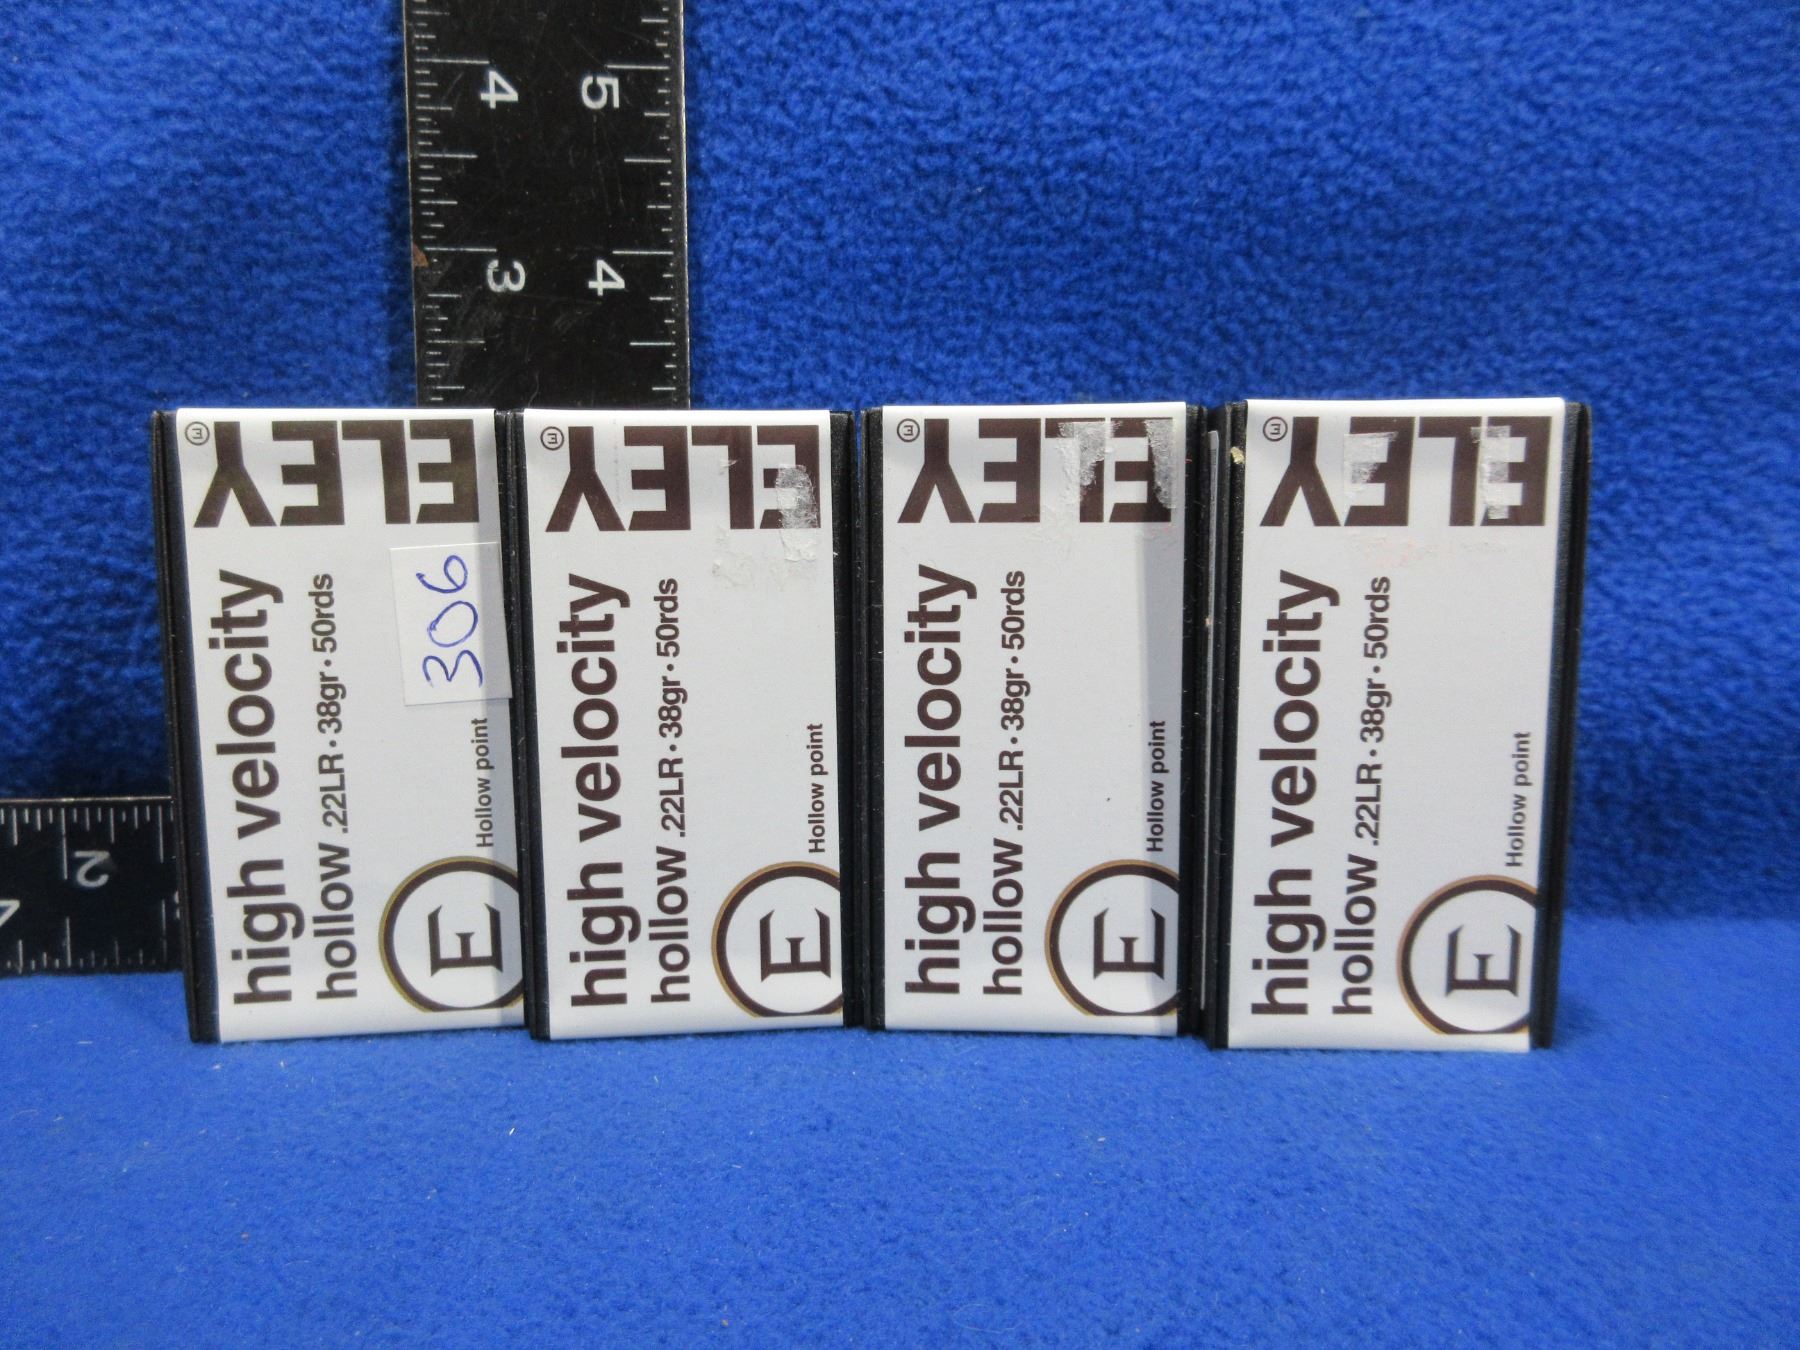 4 5
3 4
2
ELEY
high velocity
hollow .22LR • 38gr • 50rds
306
Hollow point
E
ELEY
high velocity
hollow .22LR • 38gr • 50rds
Hollow point
E
ELEY
high velocity
hollow .22LR • 38gr • 50rds
Hollow point
E
ELEY
high velocity
hollow .22LR • 38gr • 50rds
Hollow point
E